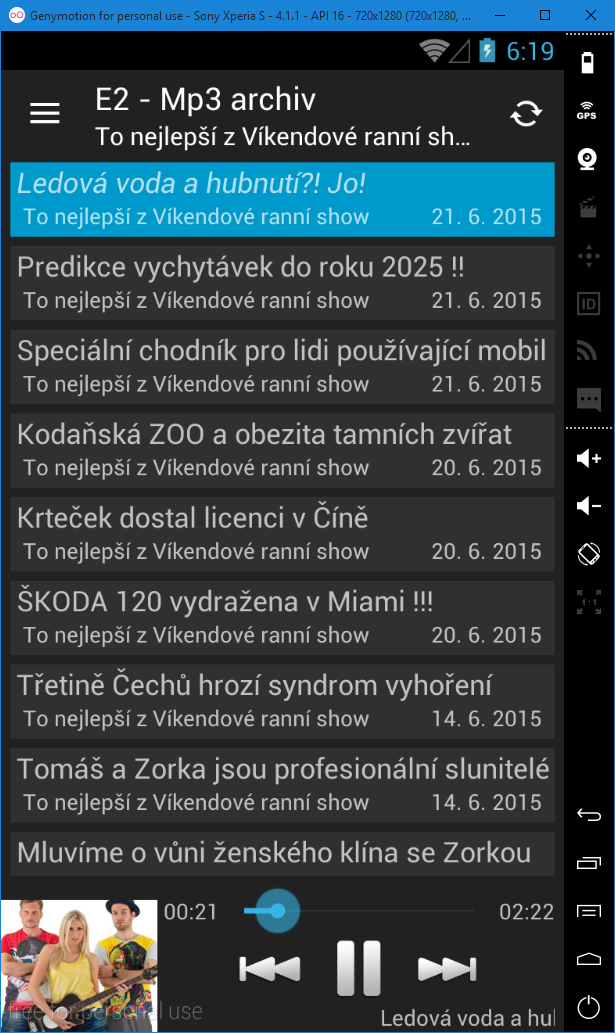 Genymotion for personal use - Sony Xperia S - 4.1.1 - API 16 - 720x1280 (720x1280, ...
6:19
E2 - Mp3 archiv
To nejlepší z Víkendové ranní sh...
GPS
Ledová voda a hubnutí?! Jo!
To nejlepší z Víkendové ranní show 21. 6. 2015
Predikce vychytávek do roku 2025 !!
To nejlepší z Víkendové ranní show 21. 6. 2015
ID
Speciální chodník pro lidi používající mobil
To nejlepší z Víkendové ranní show 21. 6. 2015
Kodaňská ZOO a obezita tamních zvířat
To nejlepší z Víkendové ranní show 20. 6. 2015
Krteček dostal licenci v Číně
To nejlepší z Víkendové ranní show 20. 6. 2015
ŠKODA 120 vydražena v Miami !!!
1:1
To nejlepší z Víkendové ranní show 20. 6. 2015
Třetině Čechů hrozí syndrom vyhoření
To nejlepší z Víkendové ranní show 14. 6. 2015
Tomáš a Zorka jsou profesionální slunitelé
To nejlepší z Víkendové ranní show 14. 6. 2015
Mluvíme o vůni ženského klína se Zorkou
00:21 02:22
free for personal use
Ledová voda a hul